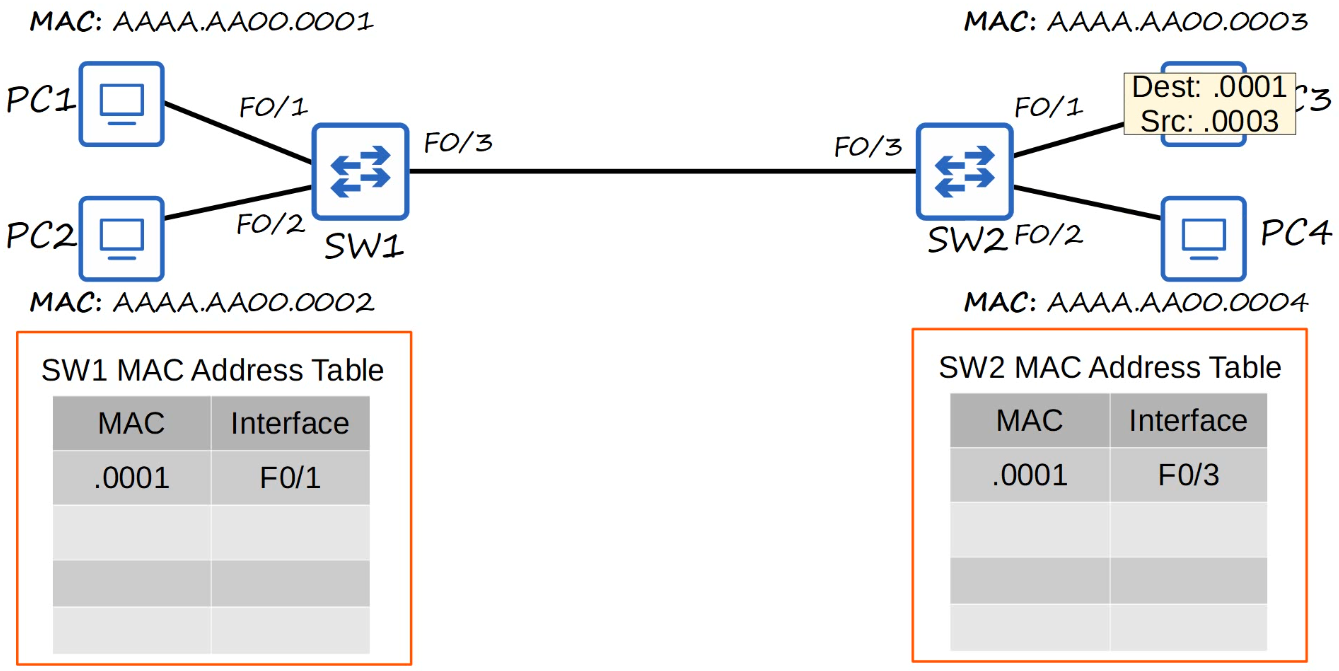 MAC: AAAA.AA00.0001
MAC: AAAA.AA00.0003
PC1
F0/1
F0/3
F0/3
F0/1
Dest: .0001
Src: .0003
C3
PC2
F0/2
SW1
SW2
F0/2
PC4
MAC: AAAA.AA00.0002
MAC: AAAA.AA00.0004
SW1 MAC Address Table
MAC Interface
.0001 F0/1
SW2 MAC Address Table
MAC Interface
.0001 F0/3